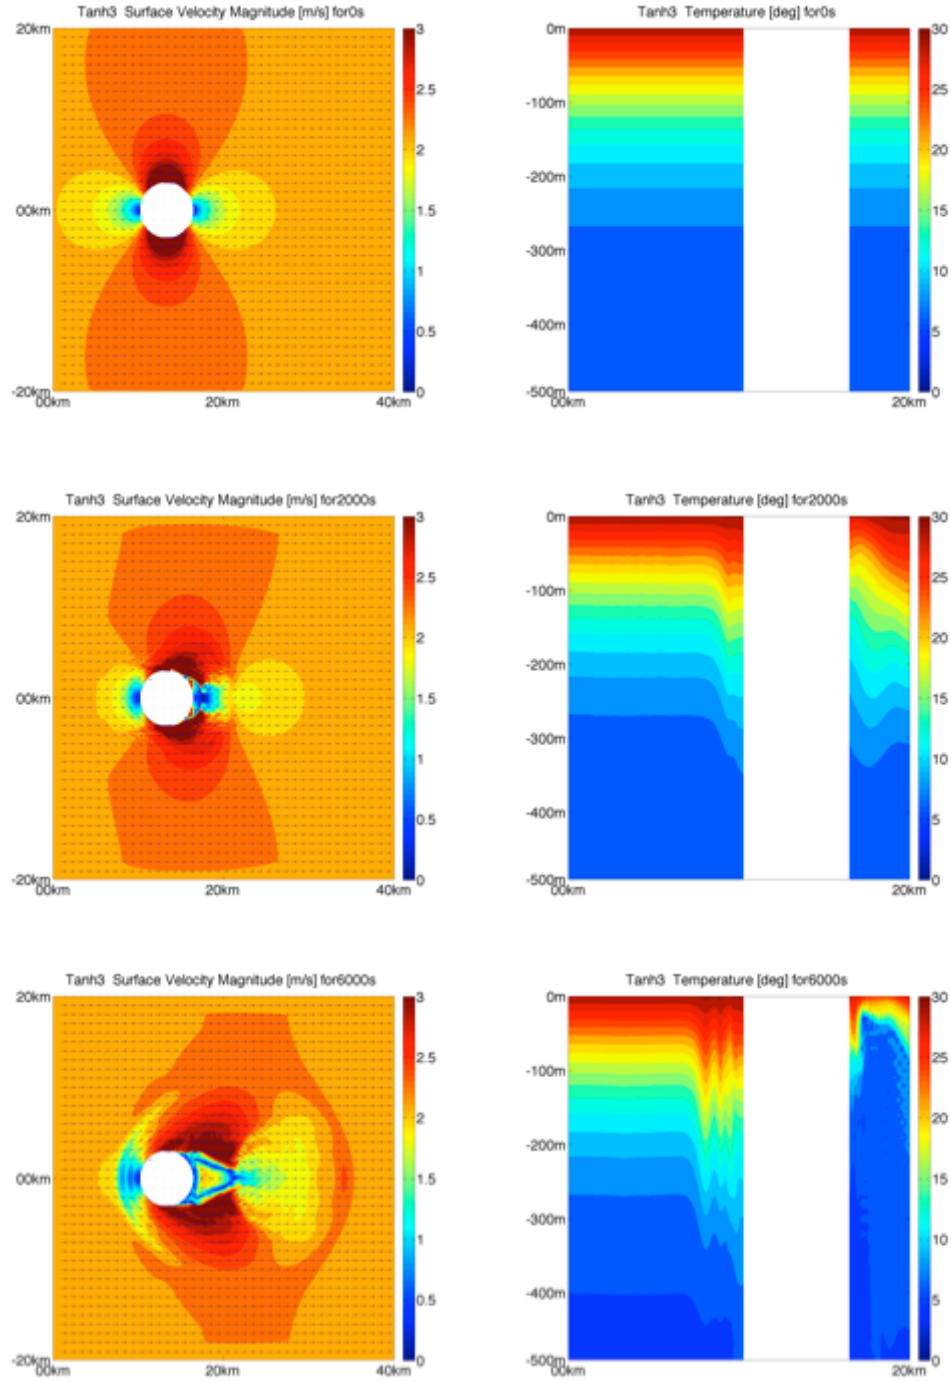 Tanh3 Surface Velocity Magnitude [m/s] for0s
20km
00km
-20km
00km 20km 40km
3
2.5
2
1.5
1
0.5
0
Tanh3 Temperature [deg] for0s
0m
-100m
-200m
-300m
-400m
-500m
00km 20km
30
25
20
15
10
5
0
Tanh3 Surface Velocity Magnitude [m/s] for2000s
20km
00km
-20km
00km 20km 40km
3
2.5
2
1.5
1
0.5
0
Tanh3 Temperature [deg] for2000s
0m
-100m
-200m
-300m
-400m
-500m
00km 20km
30
25
20
15
10
5
0
Tanh3 Surface Velocity Magnitude [m/s] for6000s
20km
00km
-20km
00km 20km 40km
3
2.5
2
1.5
1
0.5
0
Tanh3 Temperature [deg] for6000s
0m
-100m
-200m
-300m
-400m
-500m
00km 20km
30
25
20
15
10
5
0